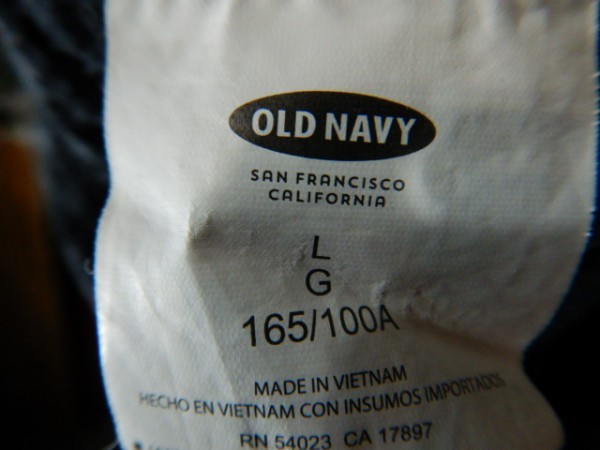 OLD NAVY
SAN FRANCISCO
CALIFORNIA
L
G
165/100A
MADE IN VIETNAM
HECHO EN VIETNAM CON INSUMOS IMPORTADOS
RN 54023 CA 17897